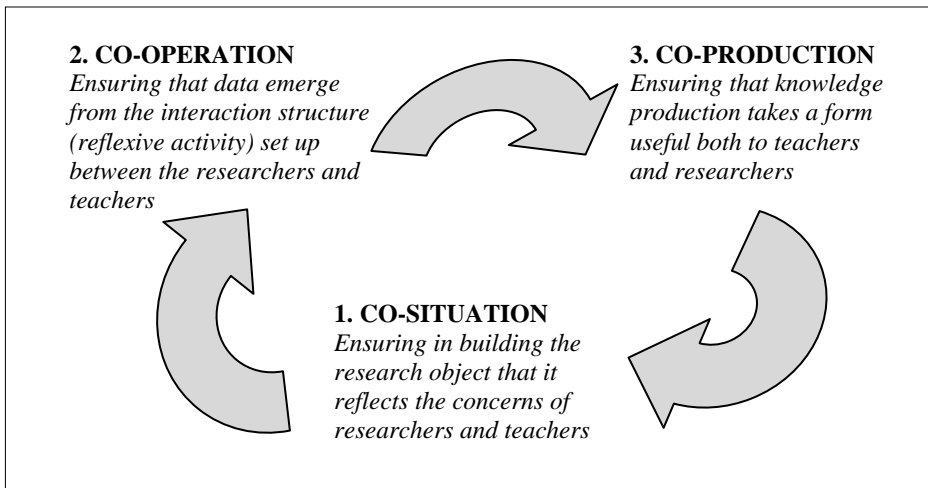 2. CO-OPERATION
Ensuring that data emerge
from the interaction structure
(reflexive activity) set up
between the researchers and
teachers
3. CO-PRODUCTION
Ensuring that knowledge
production takes a form
useful both to teachers
and researchers
1. CO-SITUATION
Ensuring in building the
research object that it
reflects the concerns of
researchers and teachers